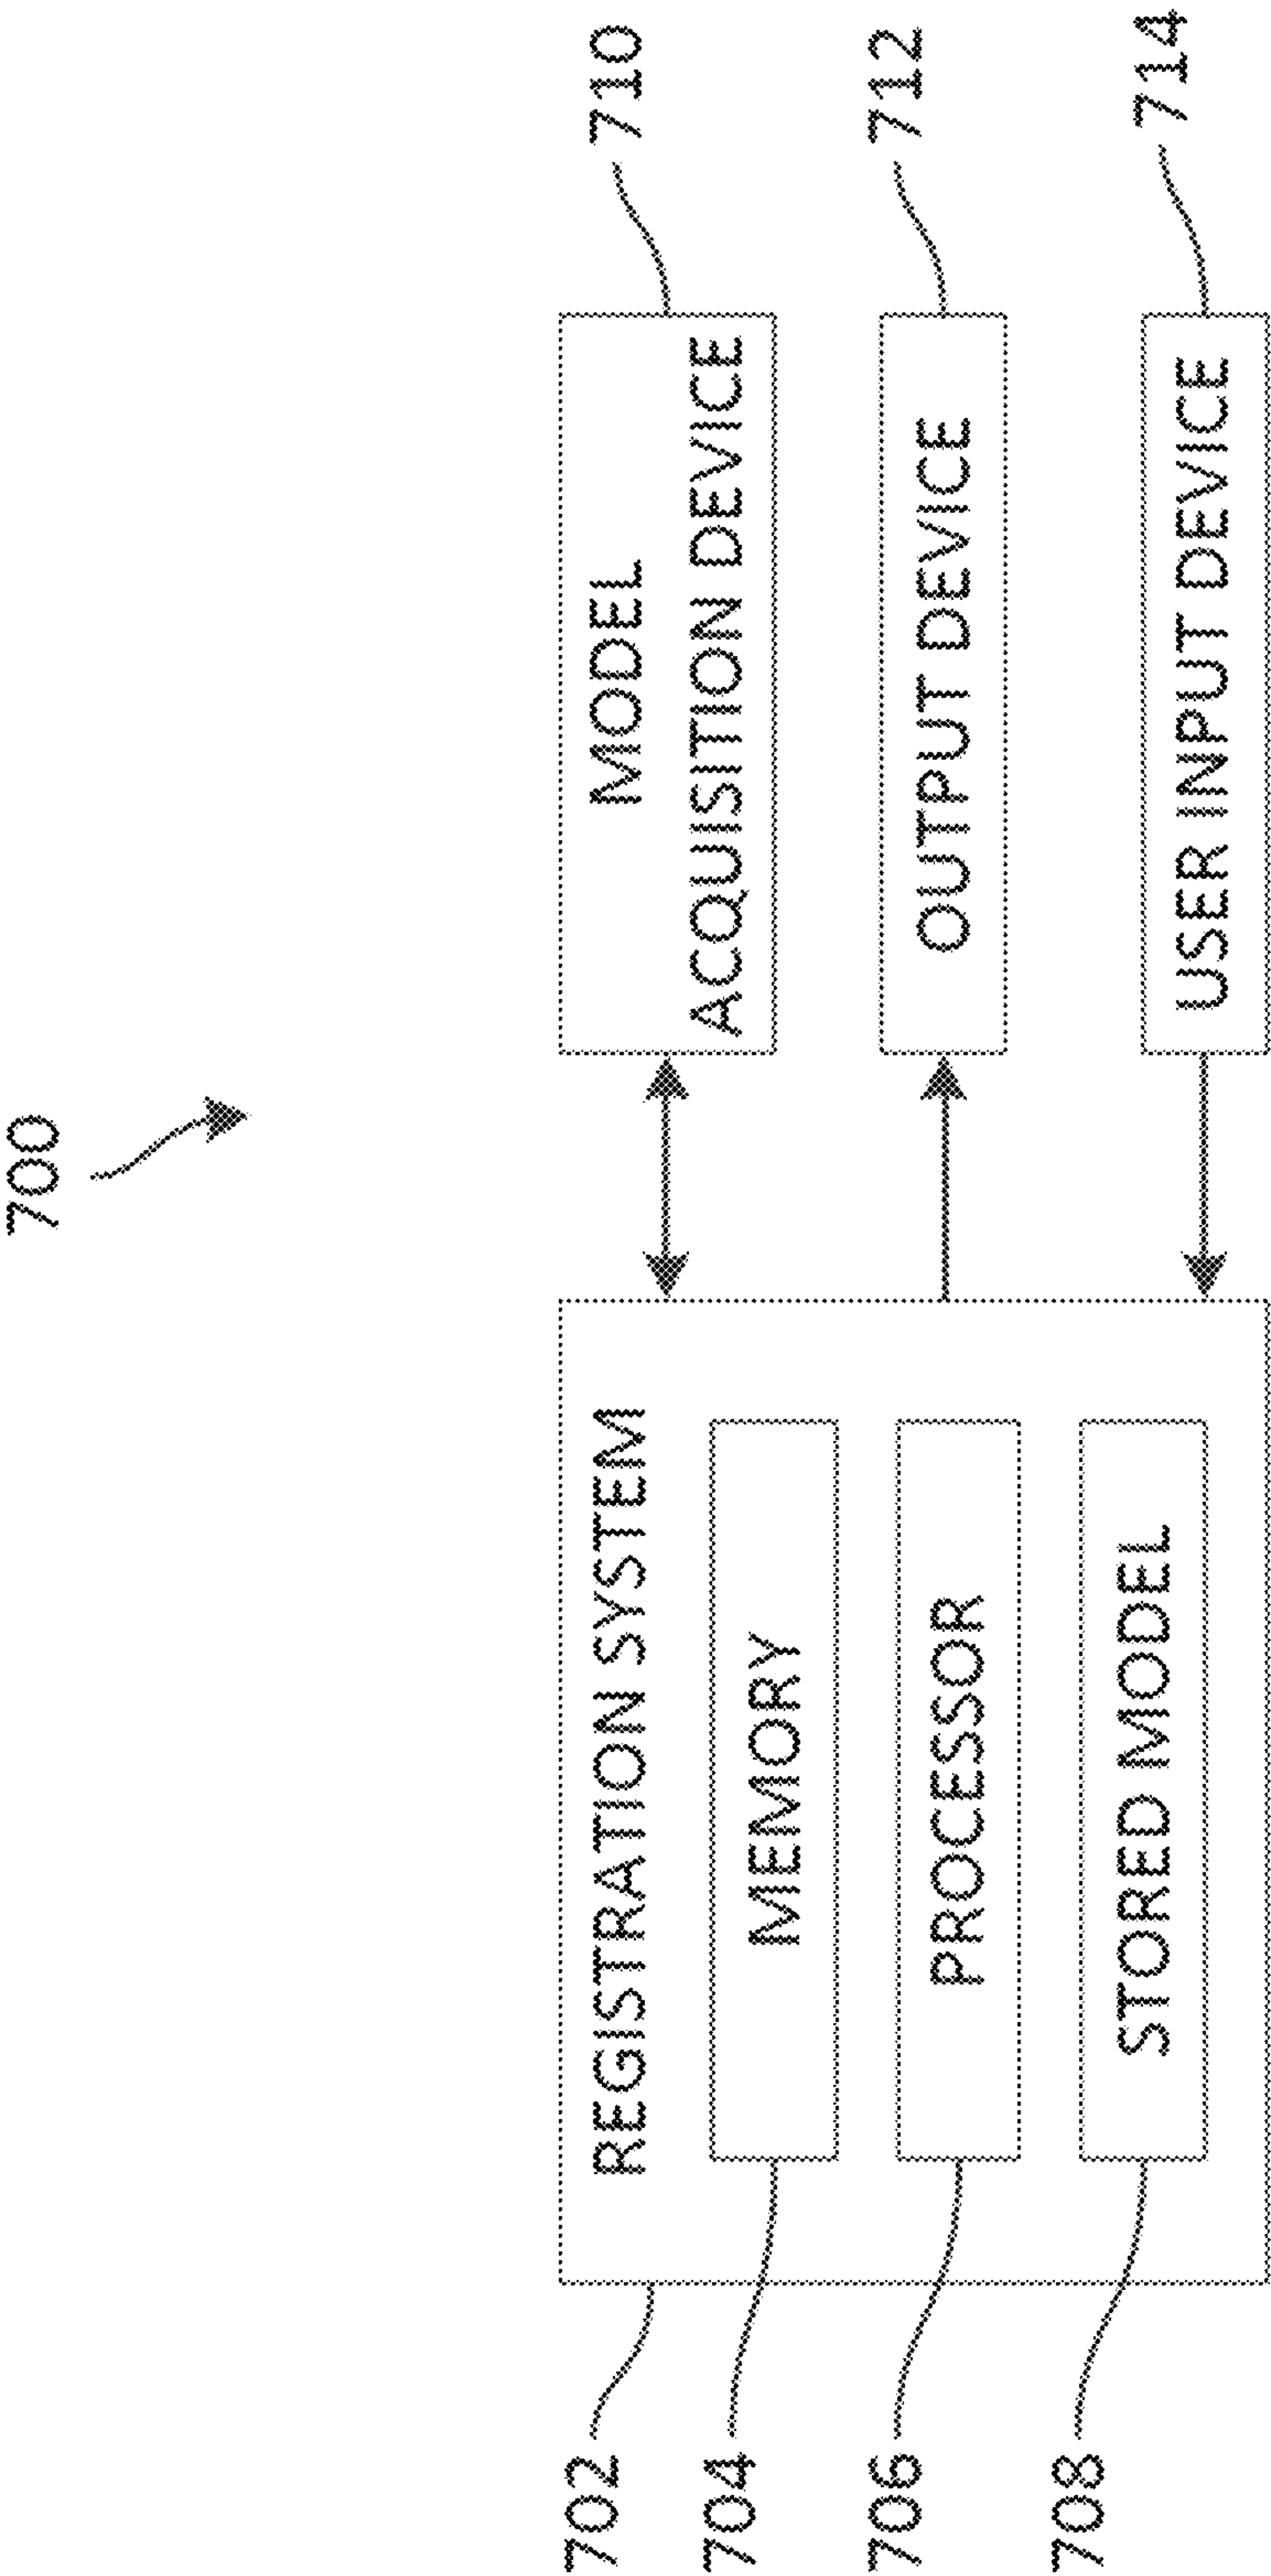 700
REGISTRATION SYSTEM
MEMORY
PROCESSOR
STORED MODEL
702
704
706
708
MODEL
ACQUISITION DEVICE
OUTPUT DEVICE
USER INPUT DEVICE
710
712
714